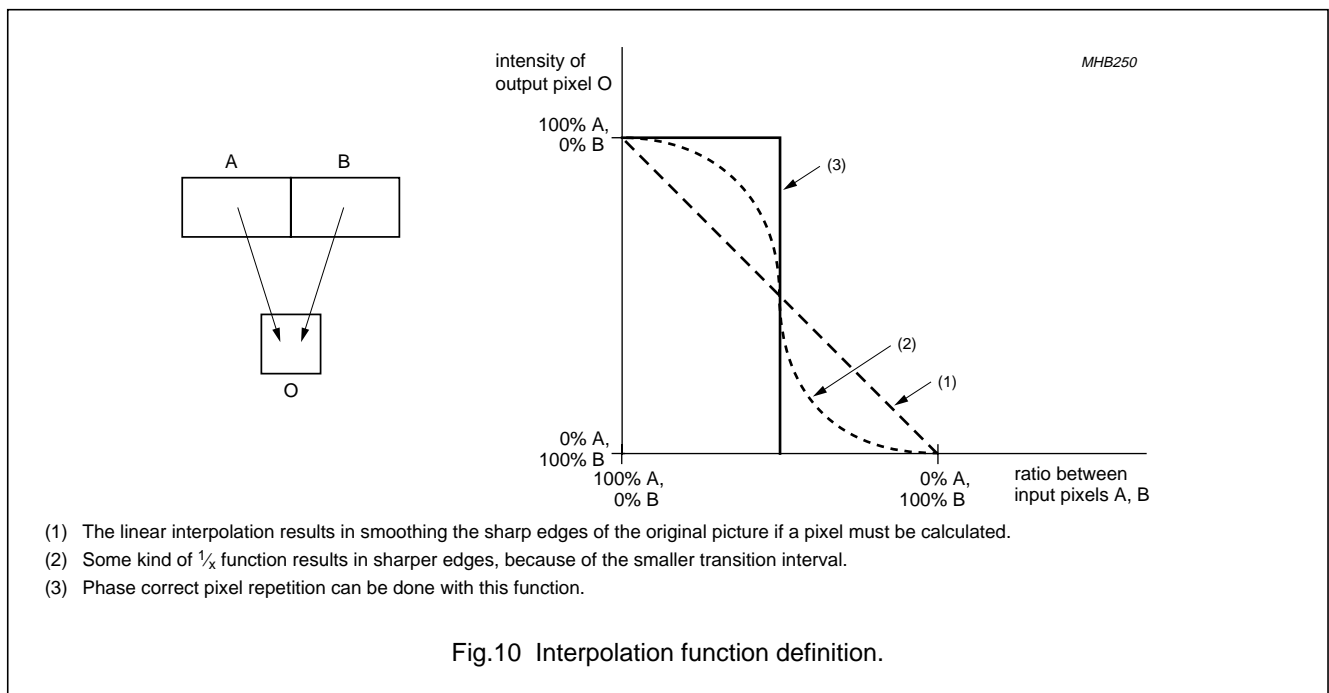 intensity of
output pixel O
MHB250
100% A,
0% B
A
B
(3)
(2)
(1)
O
0% A,
100% B
100% A,
0% B
0% A,
100% B
ratio between
input pixels A, B
(1) The linear interpolation results in smoothing the sharp edges of the original picture if a pixel must be calculated.
(2) Some kind of 1/x function results in sharper edges, because of the smaller transition interval.
(3) Phase correct pixel repetition can be done with this function.
Fig.10 Interpolation function definition.